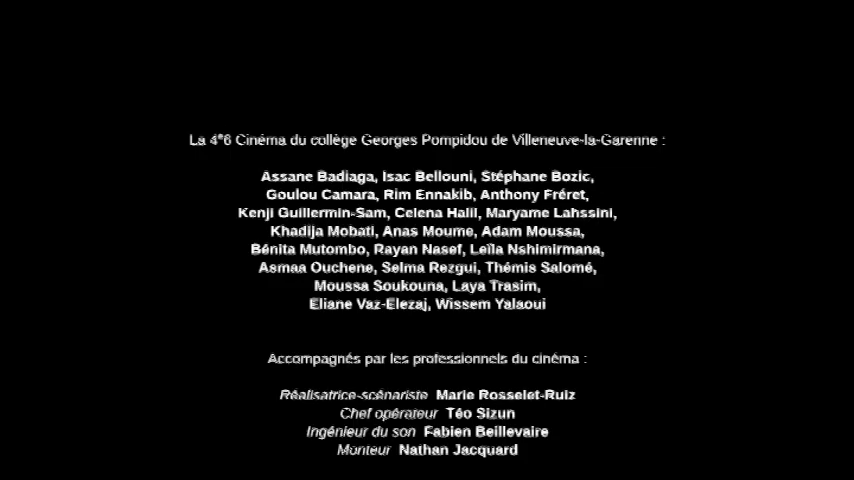 La 4e6 Cinéma du collège Georges Pompidou de Villeneuve-la-Garenne :
Assane Badiaga, Isac Bellouni, Stéphane Bozic,
Goulou Camara, Rim Ennakib, Anthony Fréret,
Kenji Guillermin-Sam, Celena Halil, Maryame Lahssini,
Khadija Mobati, Anas Moume, Adam Moussa,
Bénita Mutombo, Rayan Nasef, Leïla Nshimirmana,
Asmaa Ouchene, Selma Rezgui, Thémis Salomé,
Moussa Soukouna, Laya Trasim,
Eliane Vaz-Elezaj, Wissem Yalaoui
Accompagnés par les professionnels du cinéma :
Réalisatrice-scénariste Marie Rosselet-Ruiz
Chef opérateur Téo Sizun
Ingénieur du son Fabien Beillevaire
Monteur Nathan Jacquard